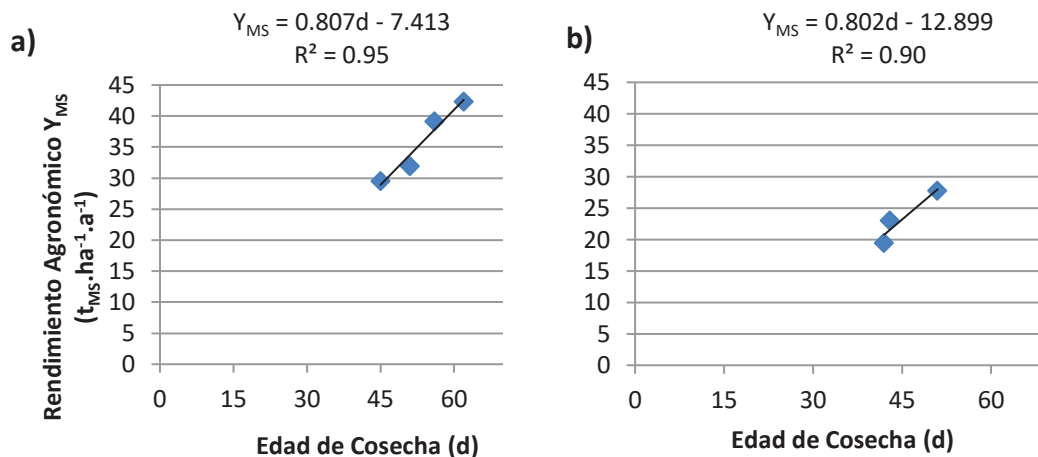 a)
Y_MS = 0.807d - 7.413
R² = 0.95
Rendimiento Agronómico Y_MS
(t_MS.ha⁻¹.a⁻¹)
45
40
35
30
25
20
15
10
5
0
0 15 30 45 60
Edad de Cosecha (d)
b)
Y_MS = 0.802d - 12.899
R² = 0.90
45
40
35
30
25
20
15
10
5
0
0 15 30 45 60
Edad de Cosecha (d)